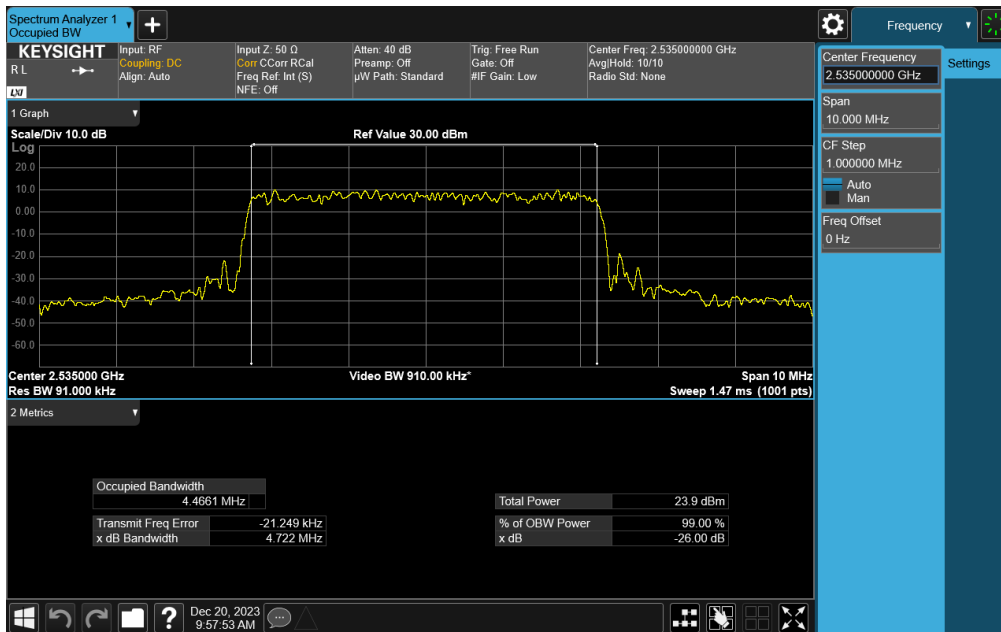 Spectrum Analyzer 1
Occupied BW
Frequency
KEYSIGHT
R L
LXI
Input: RF
Coupling: DC
Align: Auto
Input Z: 50 Ω
Corr CCorr RCal
Freq Ref: Int (S)
NFE: Off
Atten: 40 dB
Preamp: Off
µW Path: Standard
Trig: Free Run
Gate: Off
#IF Gain: Low
Center Freq: 2.535000000 GHz
Avg|Hold: 10/10
Radio Std: None
Center Frequency
2.535000000 GHz
Settings
Span
10.000 MHz
CF Step
1.000000 MHz
Auto
Man
Freq Offset
0 Hz
1 Graph
Scale/Div 10.0 dB
Ref Value 30.00 dBm
Log
20.0
10.0
0.00
-10.0
-20.0
-30.0
-40.0
-50.0
-60.0
Center 2.535000 GHz
Video BW 910.00 kHz*
Span 10 MHz
Res BW 91.000 kHz
Sweep 1.47 ms (1001 pts)
2 Metrics
Occupied Bandwidth
4.4661 MHz
Transmit Freq Error -21.249 kHz
x dB Bandwidth 4.722 MHz
Total Power 23.9 dBm
% of OBW Power 99.00 %
x dB -26.00 dB
Dec 20, 2023
9:57:53 AM